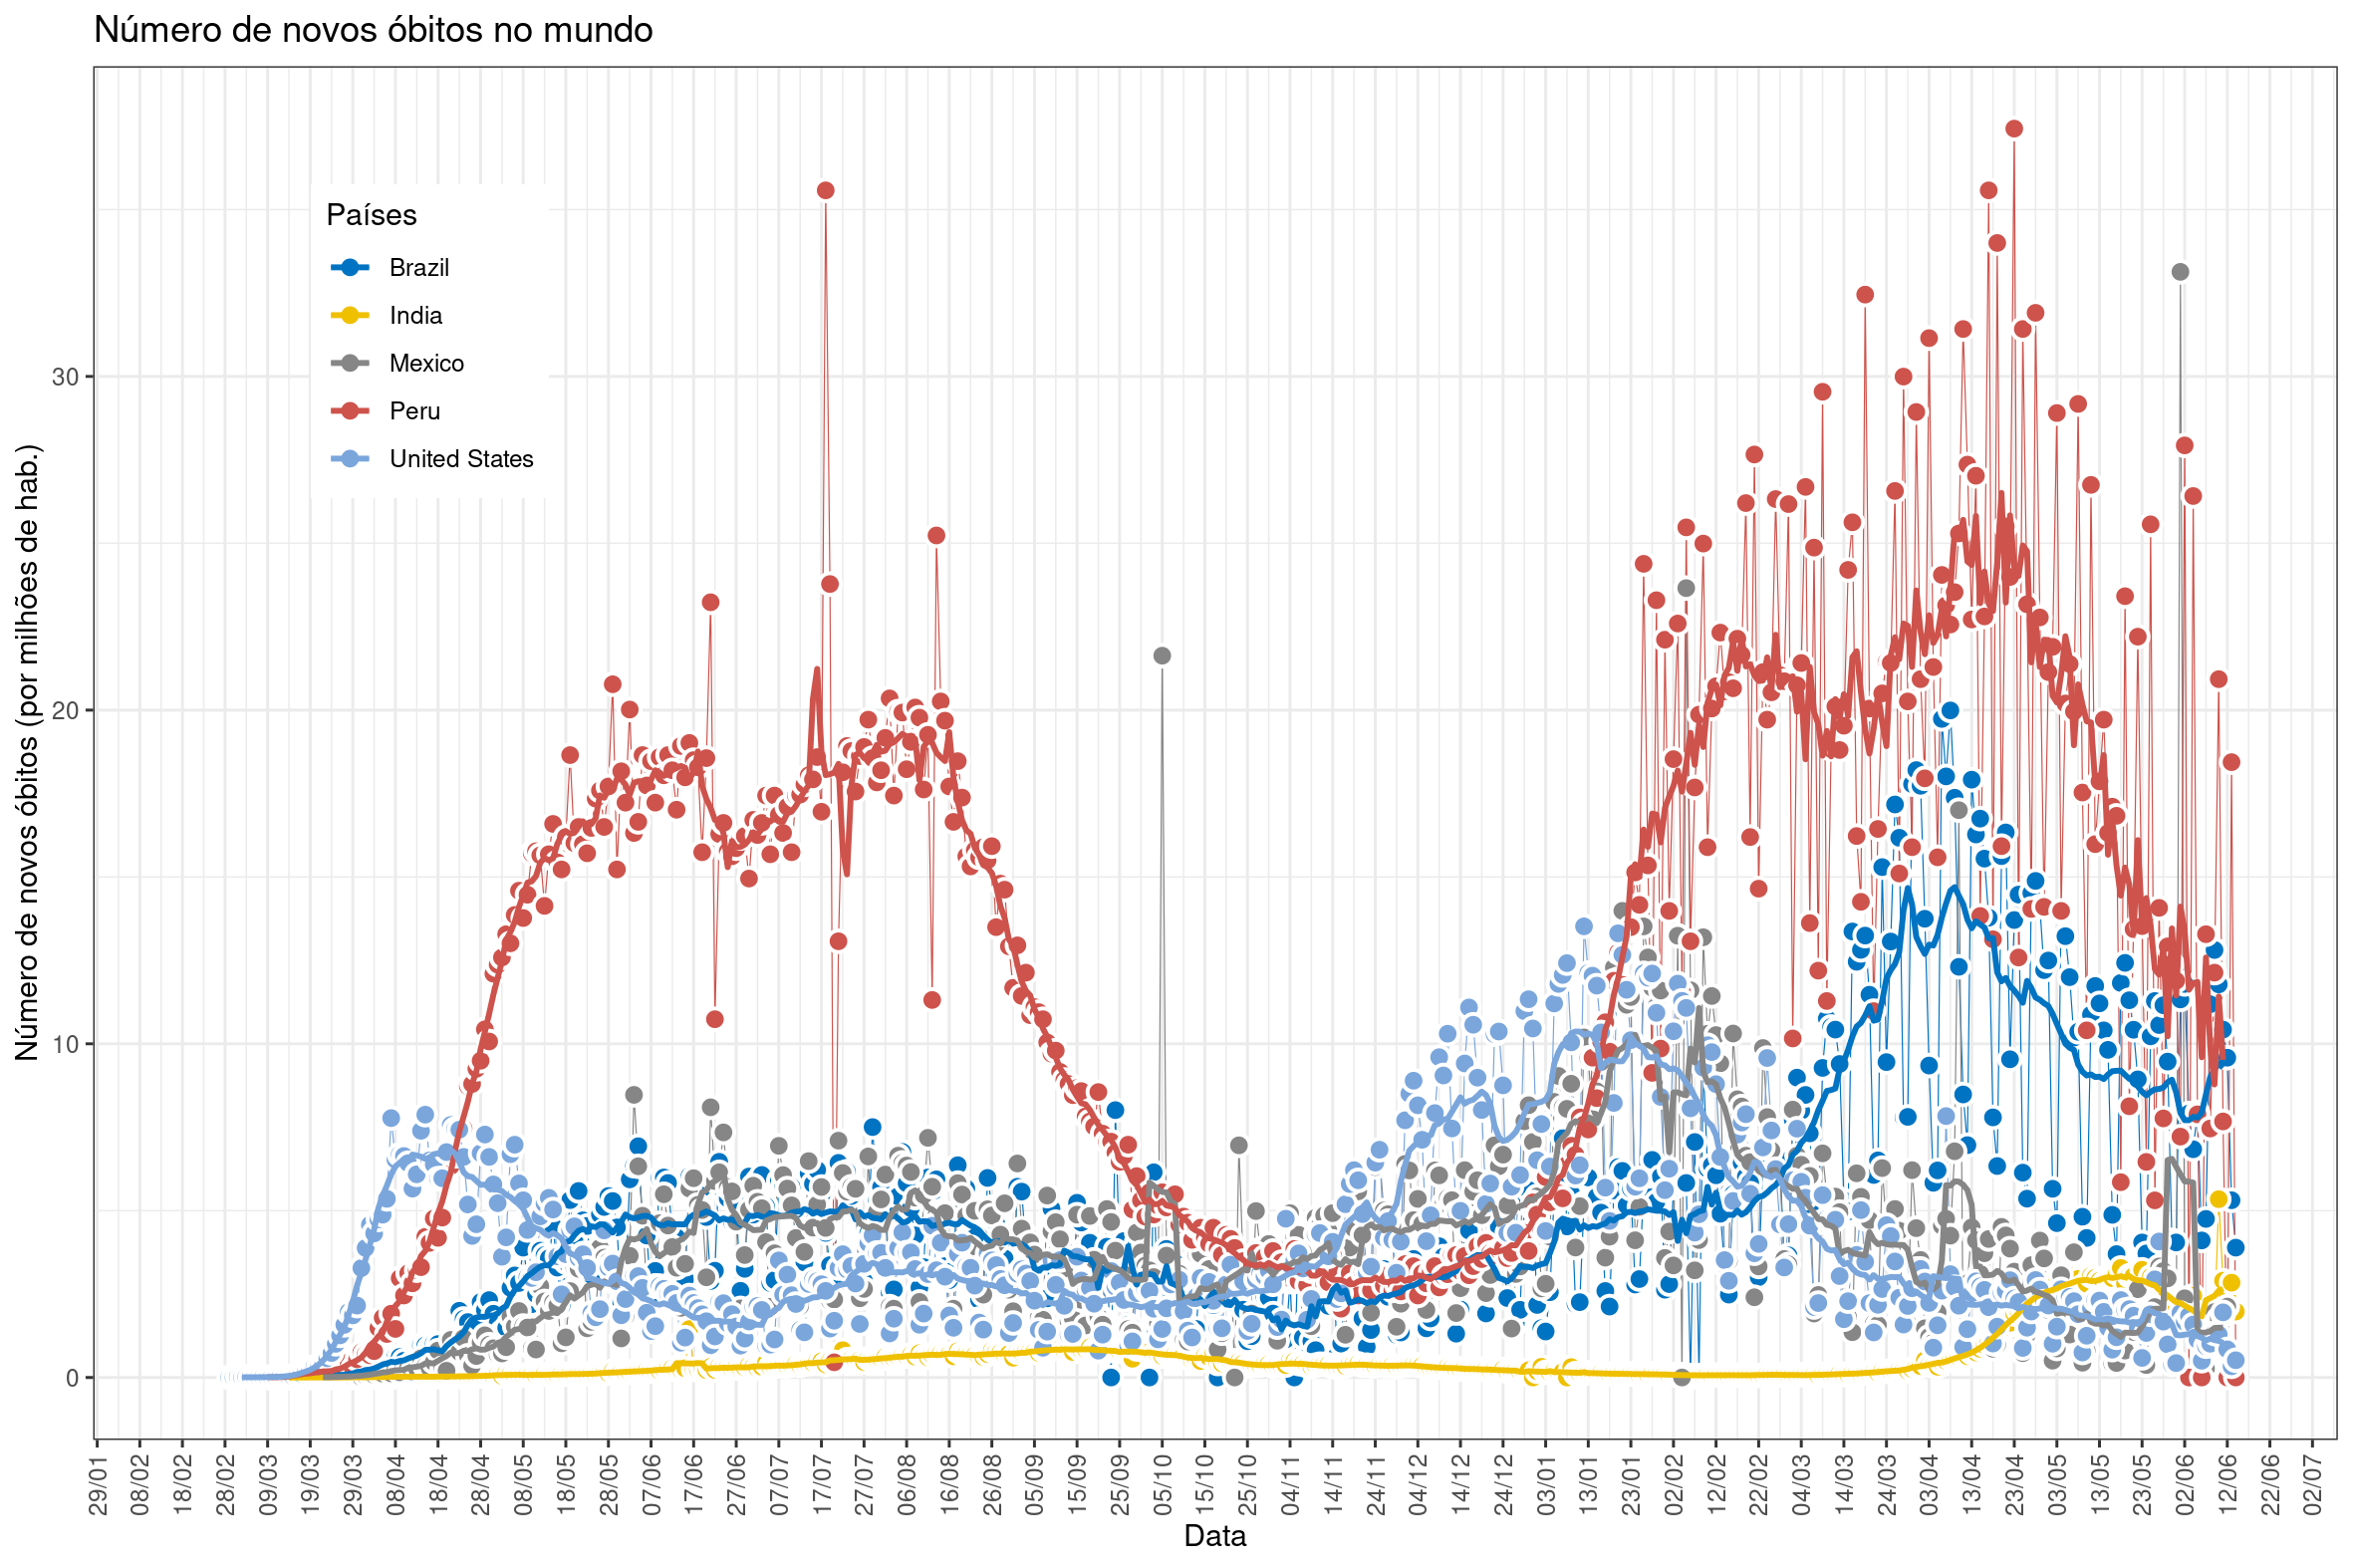 Número de novos óbitos no mundo
Países
Brazil
India
Mexico
Peru
United States
Número de novos óbitos (por milhões de hab.)
30
20
10
0
29/01 08/02 18/02 28/02 09/03 19/03 29/03 08/04 18/04 28/04 08/05 18/05 28/05 07/06 17/06 27/06 07/07 17/07 27/07 06/08 16/08 26/08 05/09 15/09 25/09 05/10 15/10 25/10 04/11 14/11 24/11 04/12 14/12 24/12 03/01 13/01 23/01 02/02 12/02 22/02 04/03 14/03 24/03 03/04 13/04 23/04 03/05 13/05 23/05 02/06 12/06 22/06 02/07
Data